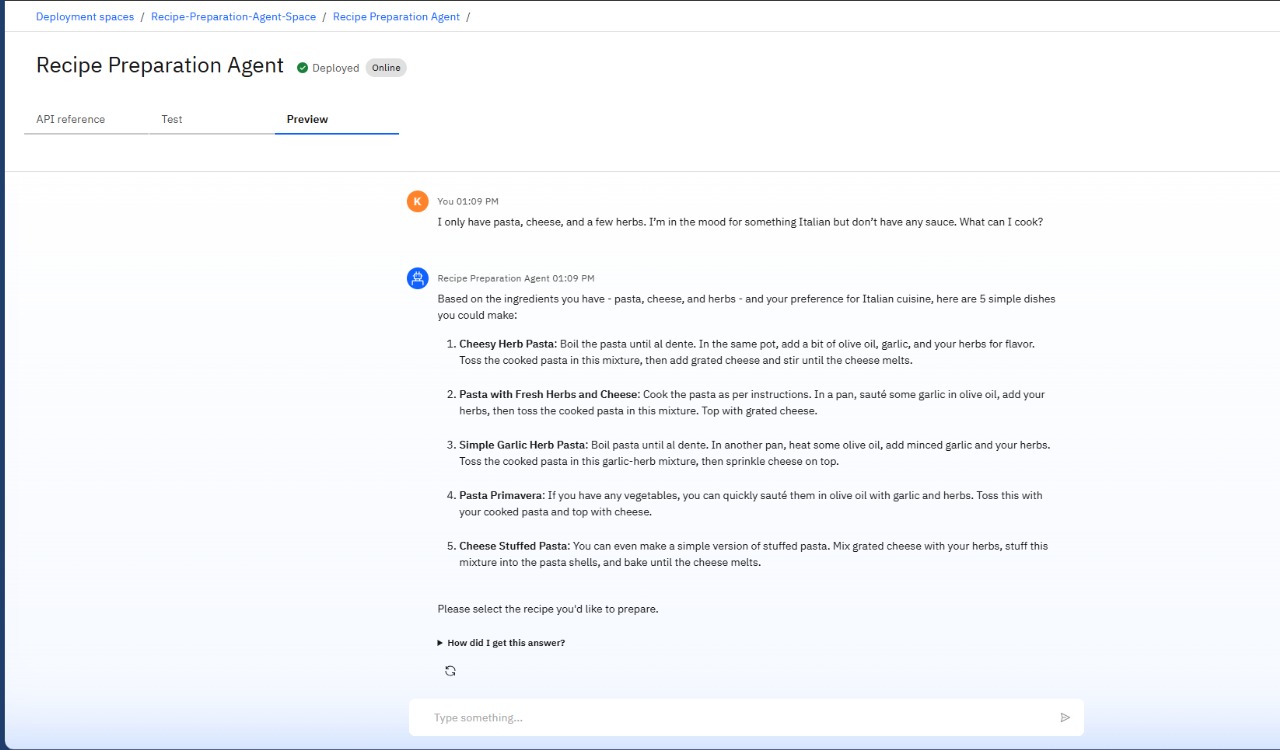 Deployment spaces / Recipe-Preparation-Agent-Space / Recipe Preparation Agent /
Recipe Preparation Agent Deployed Online
API reference Test Preview
K You 01:09 PM
I only have pasta, cheese, and a few herbs. I’m in the mood for something Italian but don’t have any sauce. What can I cook?
Recipe Preparation Agent 01:09 PM
Based on the ingredients you have - pasta, cheese, and herbs - and your preference for Italian cuisine, here are 5 simple dishes
you could make:
1. Cheesy Herb Pasta: Boil the pasta until al dente. In the same pot, add a bit of olive oil, garlic, and your herbs for flavor.
Toss the cooked pasta in this mixture, then add grated cheese and stir until the cheese melts.
2. Pasta with Fresh Herbs and Cheese: Cook the pasta as per instructions. In a pan, sauté some garlic in olive oil, add your
herbs, then toss the cooked pasta in this mixture. Top with grated cheese.
3. Simple Garlic Herb Pasta: Boil pasta until al dente. In another pan, heat some olive oil, add minced garlic and your herbs.
Toss the cooked pasta in this garlic-herb mixture, then sprinkle cheese on top.
4. Pasta Primavera: If you have any vegetables, you can quickly sauté them in olive oil with garlic and herbs. Toss this with
your cooked pasta and top with cheese.
5. Cheese Stuffed Pasta: You can even make a simple version of stuffed pasta. Mix grated cheese with your herbs, stuff this
mixture into the pasta shells, and bake until the cheese melts.
Please select the recipe you'd like to prepare.
How did I get this answer?
Type something...